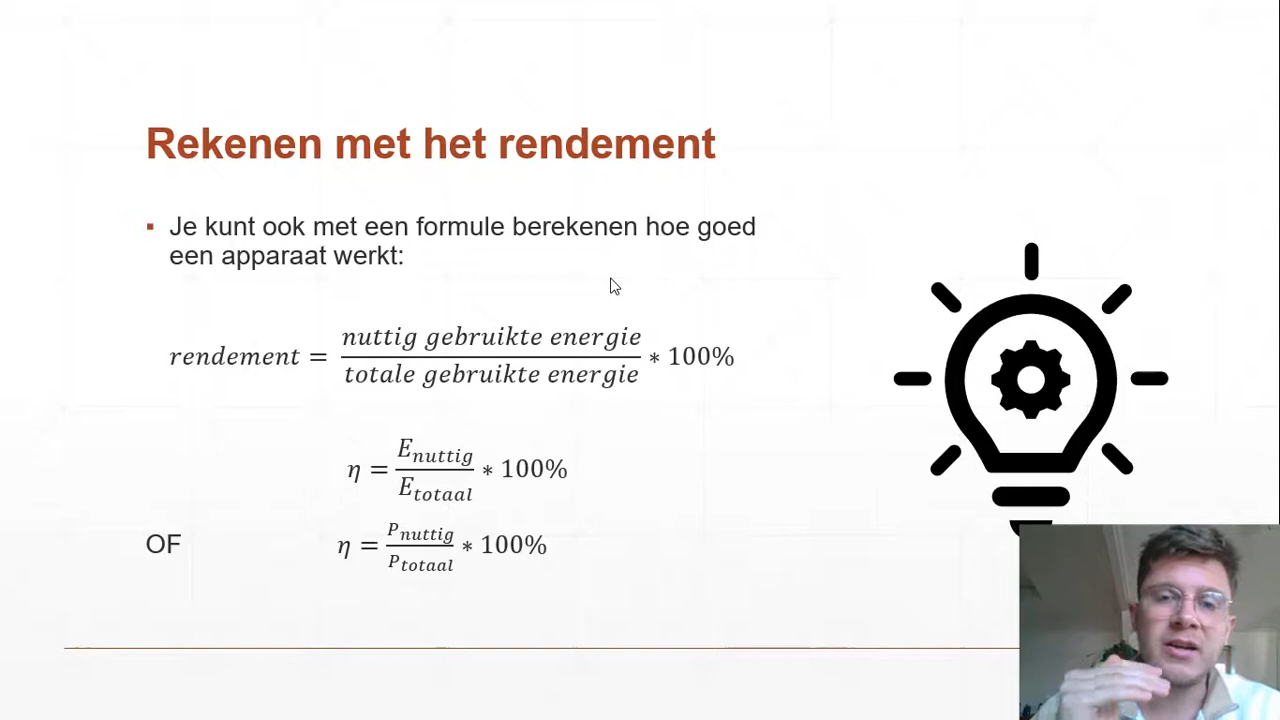 Rekenen met het rendement
▪ Je kunt ook met een formule berekenen hoe goed
een apparaat werkt:
rendement = nuttig gebruikte energie / totale gebruikte energie * 100%
η = E_nuttig / E_totaal * 100%
OF η = P_nuttig / P_totaal * 100%